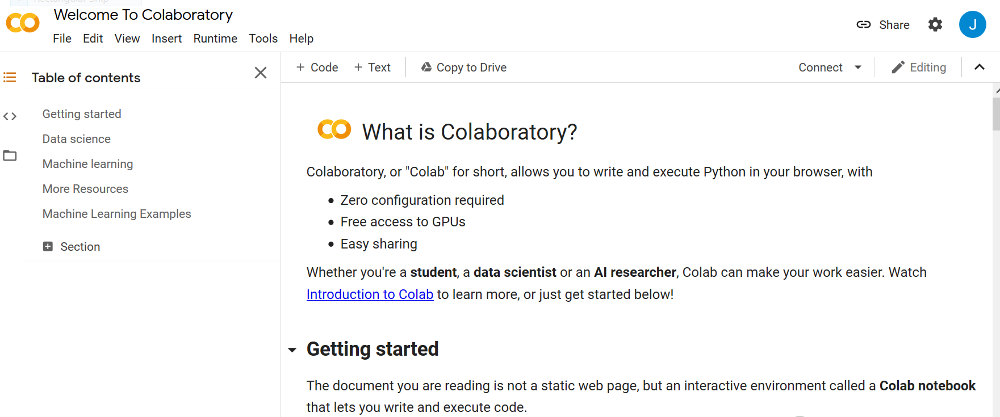 Welcome To Colaboratory
File Edit View Insert Runtime Tools Help
Share
J
Table of contents
Getting started
Data science
Machine learning
More Resources
Machine Learning Examples
Section
+ Code + Text Copy to Drive
Connect Editing
What is Colaboratory?
Colaboratory, or "Colab" for short, allows you to write and execute Python in your browser, with
• Zero configuration required
• Free access to GPUs
• Easy sharing
Whether you're a student, a data scientist or an AI researcher, Colab can make your work easier. Watch
Introduction to Colab to learn more, or just get started below!
Getting started
The document you are reading is not a static web page, but an interactive environment called a Colab notebook
that lets you write and execute code.